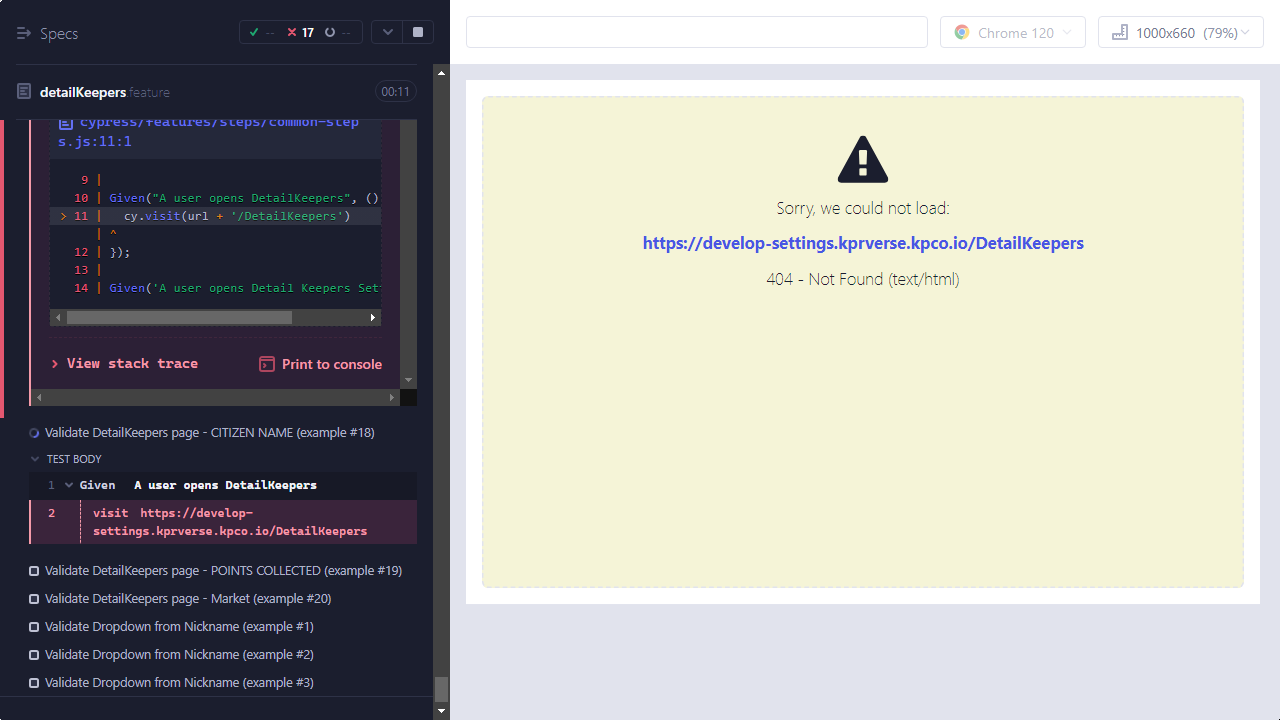 Specs
-- 17 --
detailKeepers.feature
00:11
cypress/features/steps/common-step
s.js:11:1
9 |
10 | Given("A user opens DetailKeepers", ()
> 11 | cy.visit(url + '/DetailKeepers')
| ^
12 | });
13 |
14 | Given('A user opens Detail Keepers Set
View stack trace
Print to console
Validate DetailKeepers page - CITIZEN NAME (example #18)
TEST BODY
1 Given A user opens DetailKeepers
2 visit https://develop-
settings.kprverse.kpco.io/DetailKeepers
Validate DetailKeepers page - POINTS COLLECTED (example #19)
Validate DetailKeepers page - Market (example #20)
Validate Dropdown from Nickname (example #1)
Validate Dropdown from Nickname (example #2)
Validate Dropdown from Nickname (example #3)
Chrome 120
1000x660 (79%)
Sorry, we could not load:
https://develop-settings.kprverse.kpco.io/DetailKeepers
404 - Not Found (text/html)